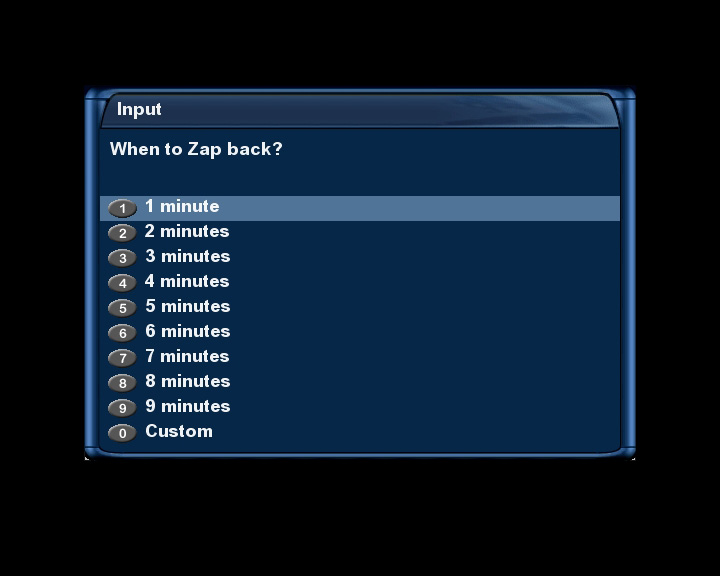 Input
When to Zap back?
1 1 minute
2 2 minutes
3 3 minutes
4 4 minutes
5 5 minutes
6 6 minutes
7 7 minutes
8 8 minutes
9 9 minutes
0 Custom